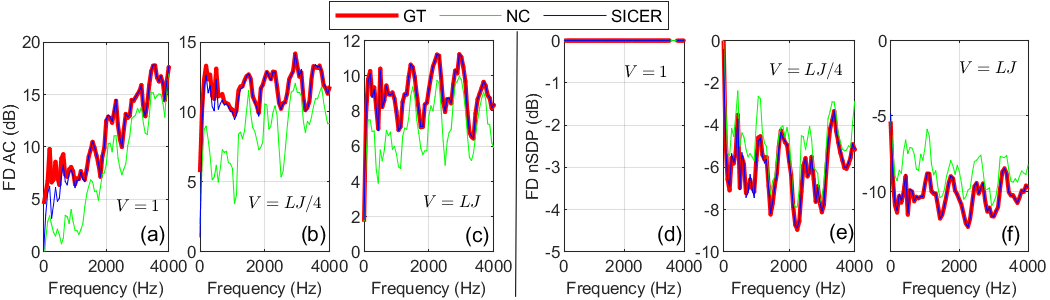 GT NC SICER
FD AC (dB)
20
15
10
5
0
V = 1
(a)
0 2000 4000
Frequency (Hz)
15
10
5
0
V = LJ/4
(b)
0 2000 4000
Frequency (Hz)
12
10
8
6
4
2
0
V = LJ
(c)
0 2000 4000
Frequency (Hz)
FD nSDP (dB)
0
-1
-2
-3
-4
-5
V = 1
(d)
0 2000 4000
Frequency (Hz)
0
-2
-4
-6
-8
-10
V = LJ/4
(e)
0 2000 4000
Frequency (Hz)
0
-5
-10
V = LJ
(f)
0 2000 4000
Frequency (Hz)